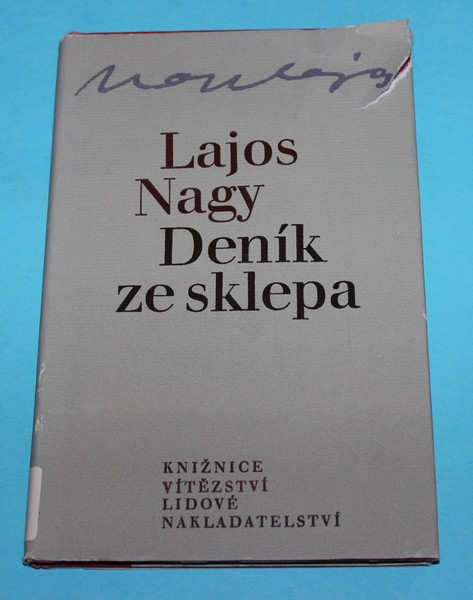 Lajos
Nagy
Deník
ze sklepa
KNIŽNICE
VÍTĚZSTVÍ
LIDOVÉ
NAKLADATELSTVÍ